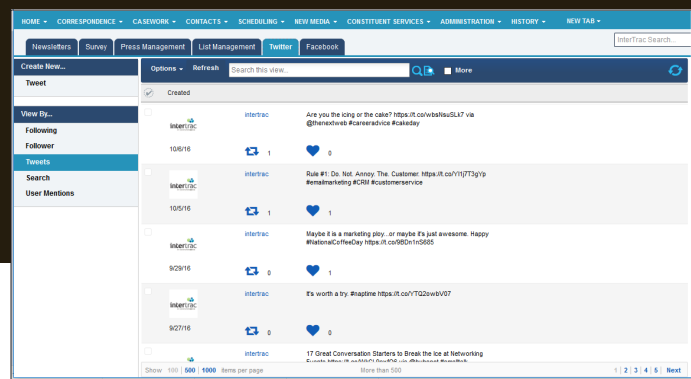 HOME CORRESPONDENCE CASEWORK CONTACTS SCHEDULING NEW MEDIA CONSTITUENT SERVICES ADMINISTRATION HISTORY NEW TAB
Newsletters Survey Press Management List Management Twitter Facebook
InterTrac Search...
Create New...
Tweet
View By...
Following
Follower
Tweets
Search
User Mentions
Options Refresh Search this view... More
Created
intertrac
intertrac
Are you the icing or the cake? https://t.co/wbsNsuSLk7 via
@thenextweb #careeradvice #cakeday
10/6/16 1 0
intertrac
intertrac
Rule #1: Do. Not. Annoy. The. Customer.
#emailmarketing #CRM #customerservice
10/5/16 1 1
intertrac
intertrac
Maybe it is a marketing ploy...or maybe it's just awesome. Happy
#NationalCoffeeDay https://t.co/9BDn1nS685
9/29/16 0 1
intertrac
intertrac
It's worth a try. #naptime https://t.co/YTQ2owbV07
9/27/16 0 0
intertrac
17 Great Conversation Starters to Break the Ice at Networking
Show 100 | 500 | 1000 items per page More than 500 1 | 2 | 3 | 4 | 5 | Next